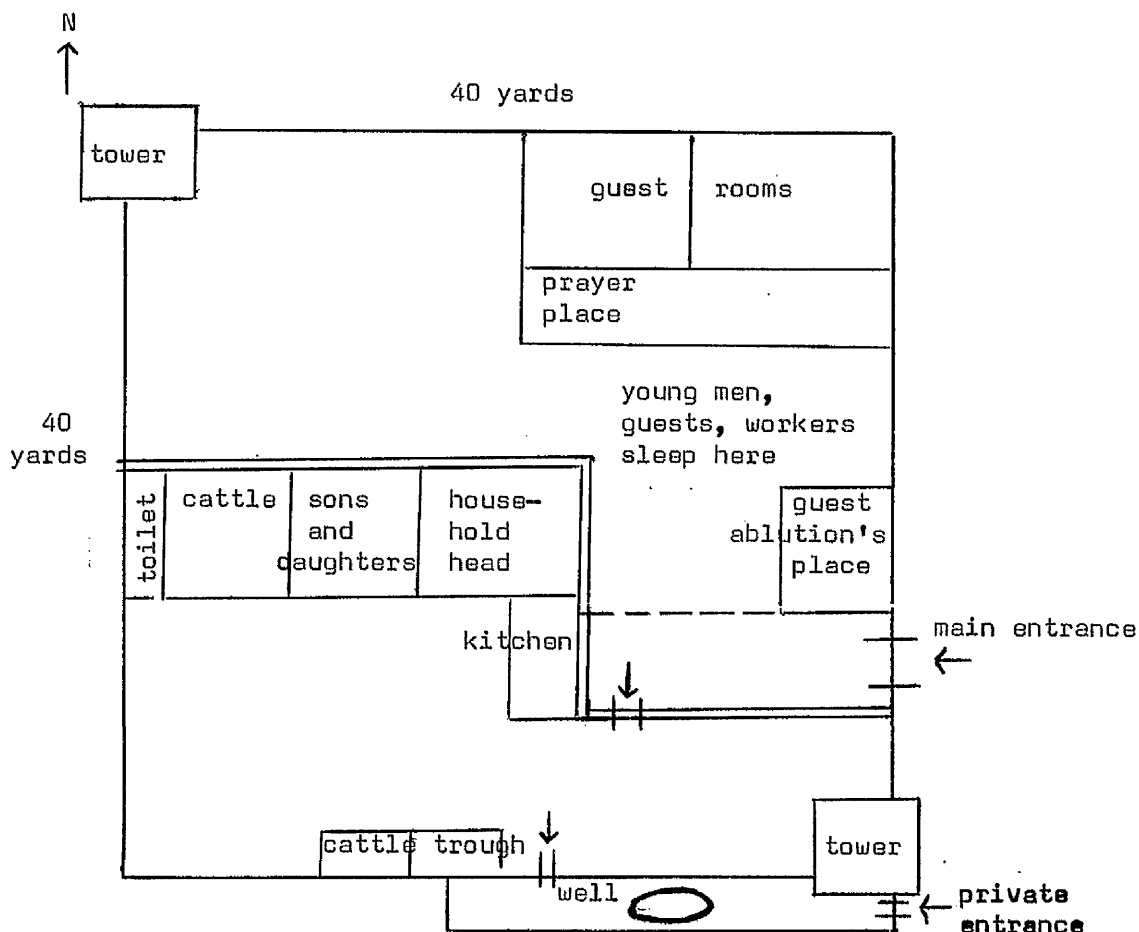 N
40 yards
tower
guest rooms
prayer
place
young men,
guests, workers
sleep here
40
yards
toilet
cattle
sons
and
daughters
house-
hold
head
guest
ablution's
place
kitchen
main entrance
cattle trough
well
tower
private
entrance